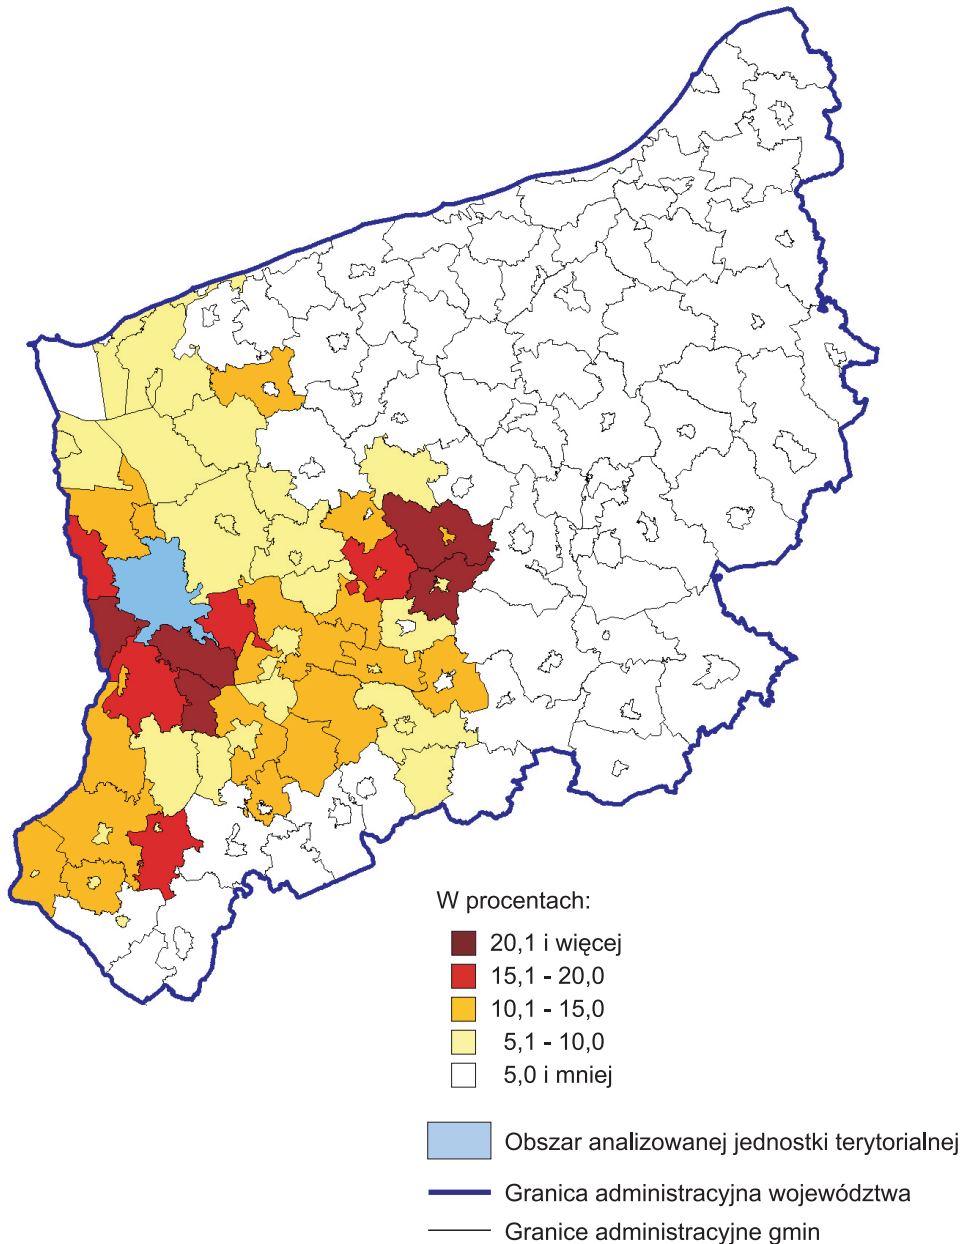 W procentach:
20,1 i więcej
15,1 - 20,0
10,1 - 15,0
5,1 - 10,0
5,0 i mniej
Obszar analizowanej jednostki terytorialnej
Granica administracyjna województwa
Granice administracyjne gmin